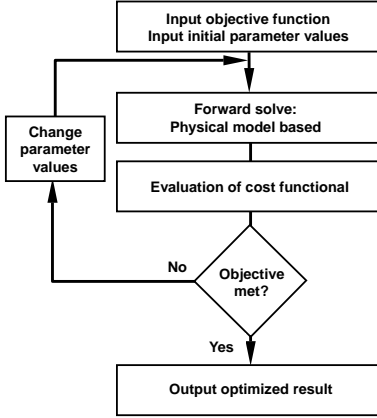 Input objective function
Input initial parameter values
Forward solve:
Physical model based
Change
parameter
values
Evaluation of cost functional
No
Objective
met?
Yes
Output optimized result